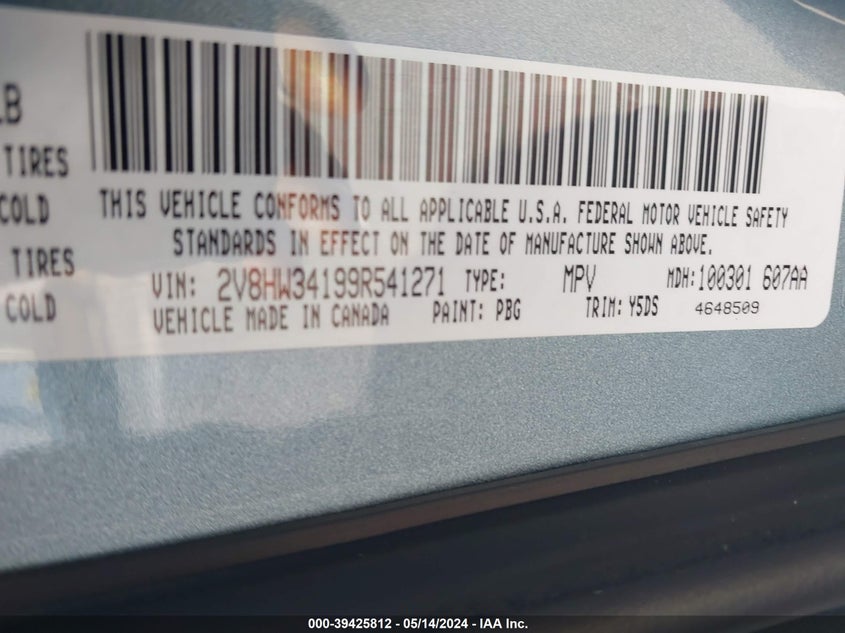 LB
TIRES
COLD
TIRES
COLD
THIS VEHICLE CONFORMS TO ALL APPLICABLE U.S.A. FEDERAL MOTOR VEHICLE SAFETY
STANDARDS IN EFFECT ON THE DATE OF MANUFACTURE SHOWN ABOVE.
VIN: 2V8HW34199R541271 TYPE: MPV MDH:100301 607AA
VEHICLE MADE IN CANADA PAINT: PBG TRIM: Y5DS 4648509
000-39425812 - 05/14/2024 - IAA Inc.